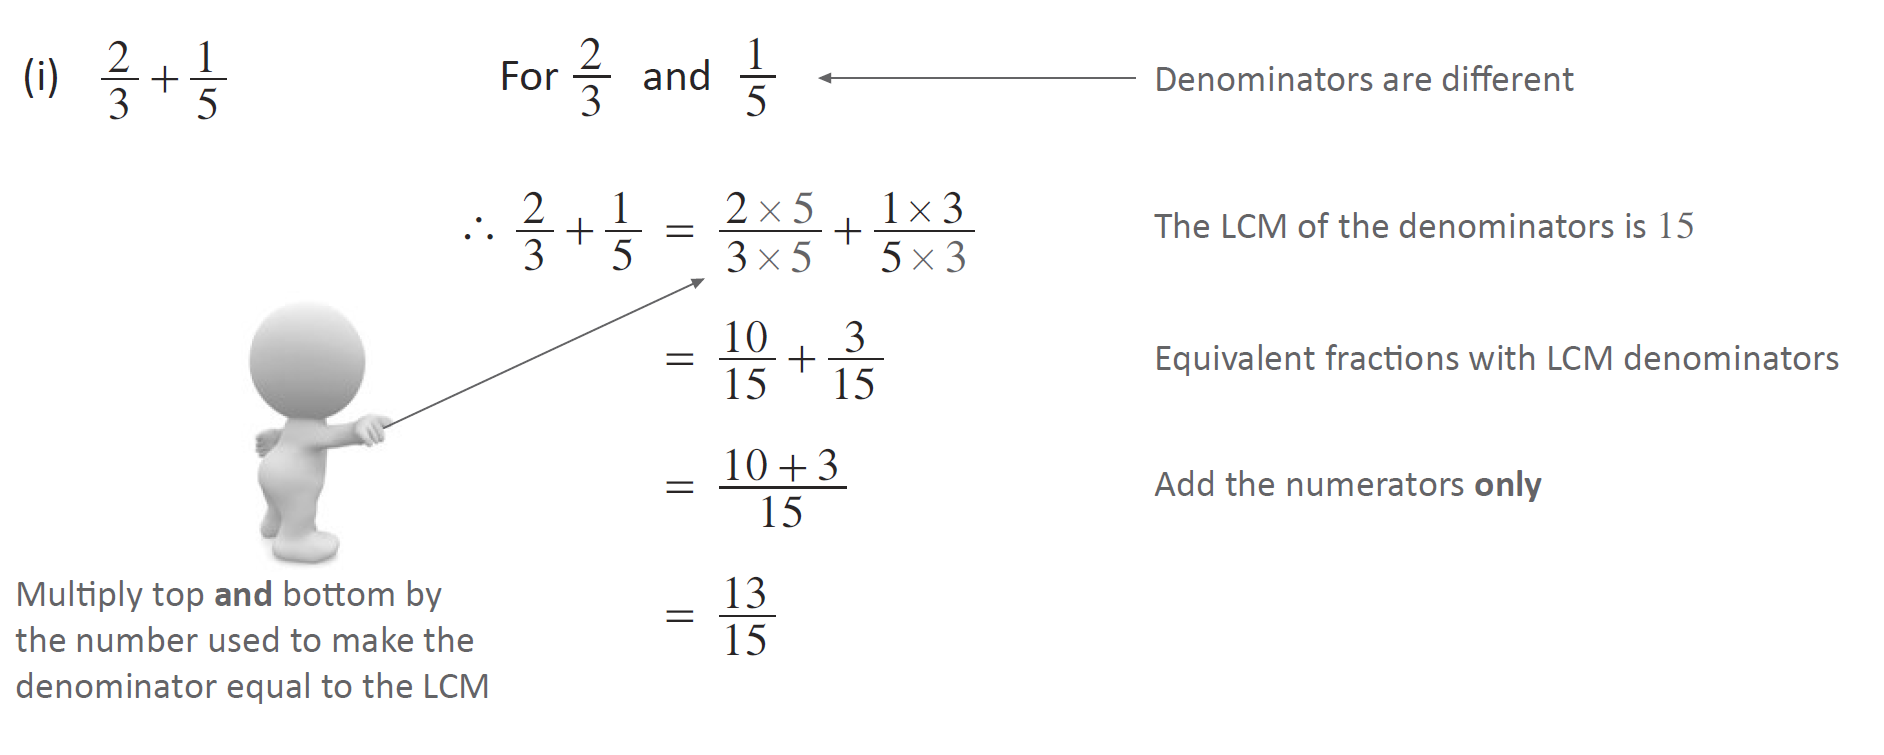 (i) 2/3 + 1/5 For 2/3 and 1/5 Denominators are different
∴ 2/3 + 1/5 = 2 × 5/3 × 5 + 1 × 3/5 × 3 The LCM of the denominators is 15
= 10/15 + 3/15 Equivalent fractions with LCM denominators
= 10 + 3/15 Add the numerators only
= 13/15
Multiply top and bottom by
the number used to make the
denominator equal to the LCM